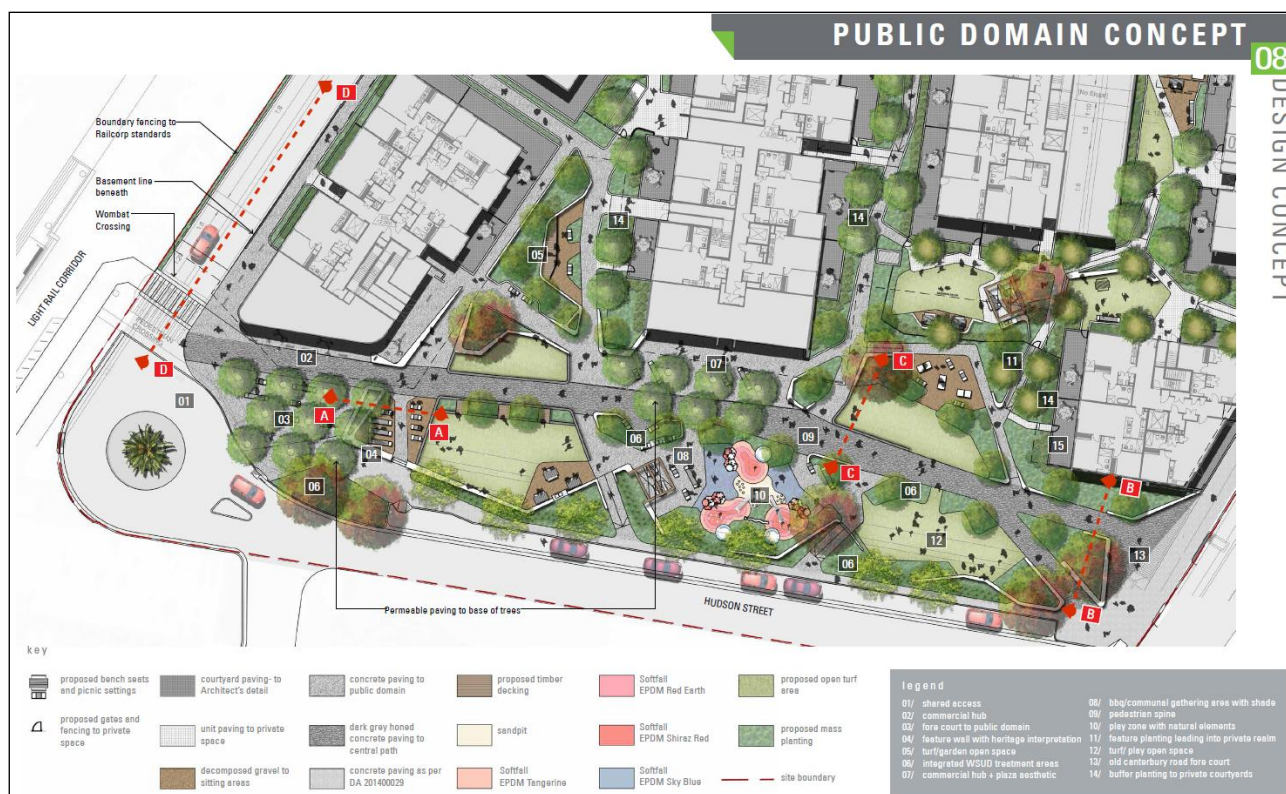 PUBLIC DOMAIN CONCEPT
08
DESIGN CONCEPT
Boundary fencing to
Railcorp standards
Basement line
beneath
Wombat
Crossing
LIGHT RAIL CORRIDOR
PEDESTRIAN
CROSSING
No Stopping
D
D
A
A
C
C
B
B
01
02
03
04
05
06
06
06
06
07
08
09
10
11
12
13
14
14
14
15
Permeable paving to base of trees
HUDSON STREET
key
proposed bench seats
and picnic settings
courtyard paving- to
Architect's detail
concrete paving to
public domain
proposed timber
decking
Softfall
EPDM Red Earth
proposed open turf
area
proposed gates and
fencing to private
space
unit paving to private
space
dark grey honed
concrete paving to
central path
sandpit
Softfall
EPDM Shiraz Red
proposed mass
planting
decomposed gravel to
sitting areas
concrete paving as per
DA 201400029
Softfall
EPDM Tangerine
Softfall
EPDM Sky Blue
site boundary
legend
01/ shared access
02/ commercial hub
03/ fore court to public domain
04/ feature wall with heritage interpretation
05/ turf/garden open space
06/ integrated WSUD treatment areas
07/ commercial hub + plaza aesthetic
08/ bbq/communal gathering area with shade
09/ pedestrian spine
10/ play zone with natural elements
11/ feature planting leading into private realm
12/ turf/ play open space
13/ old canterbury road fore court
14/ buffer planting to private courtyards